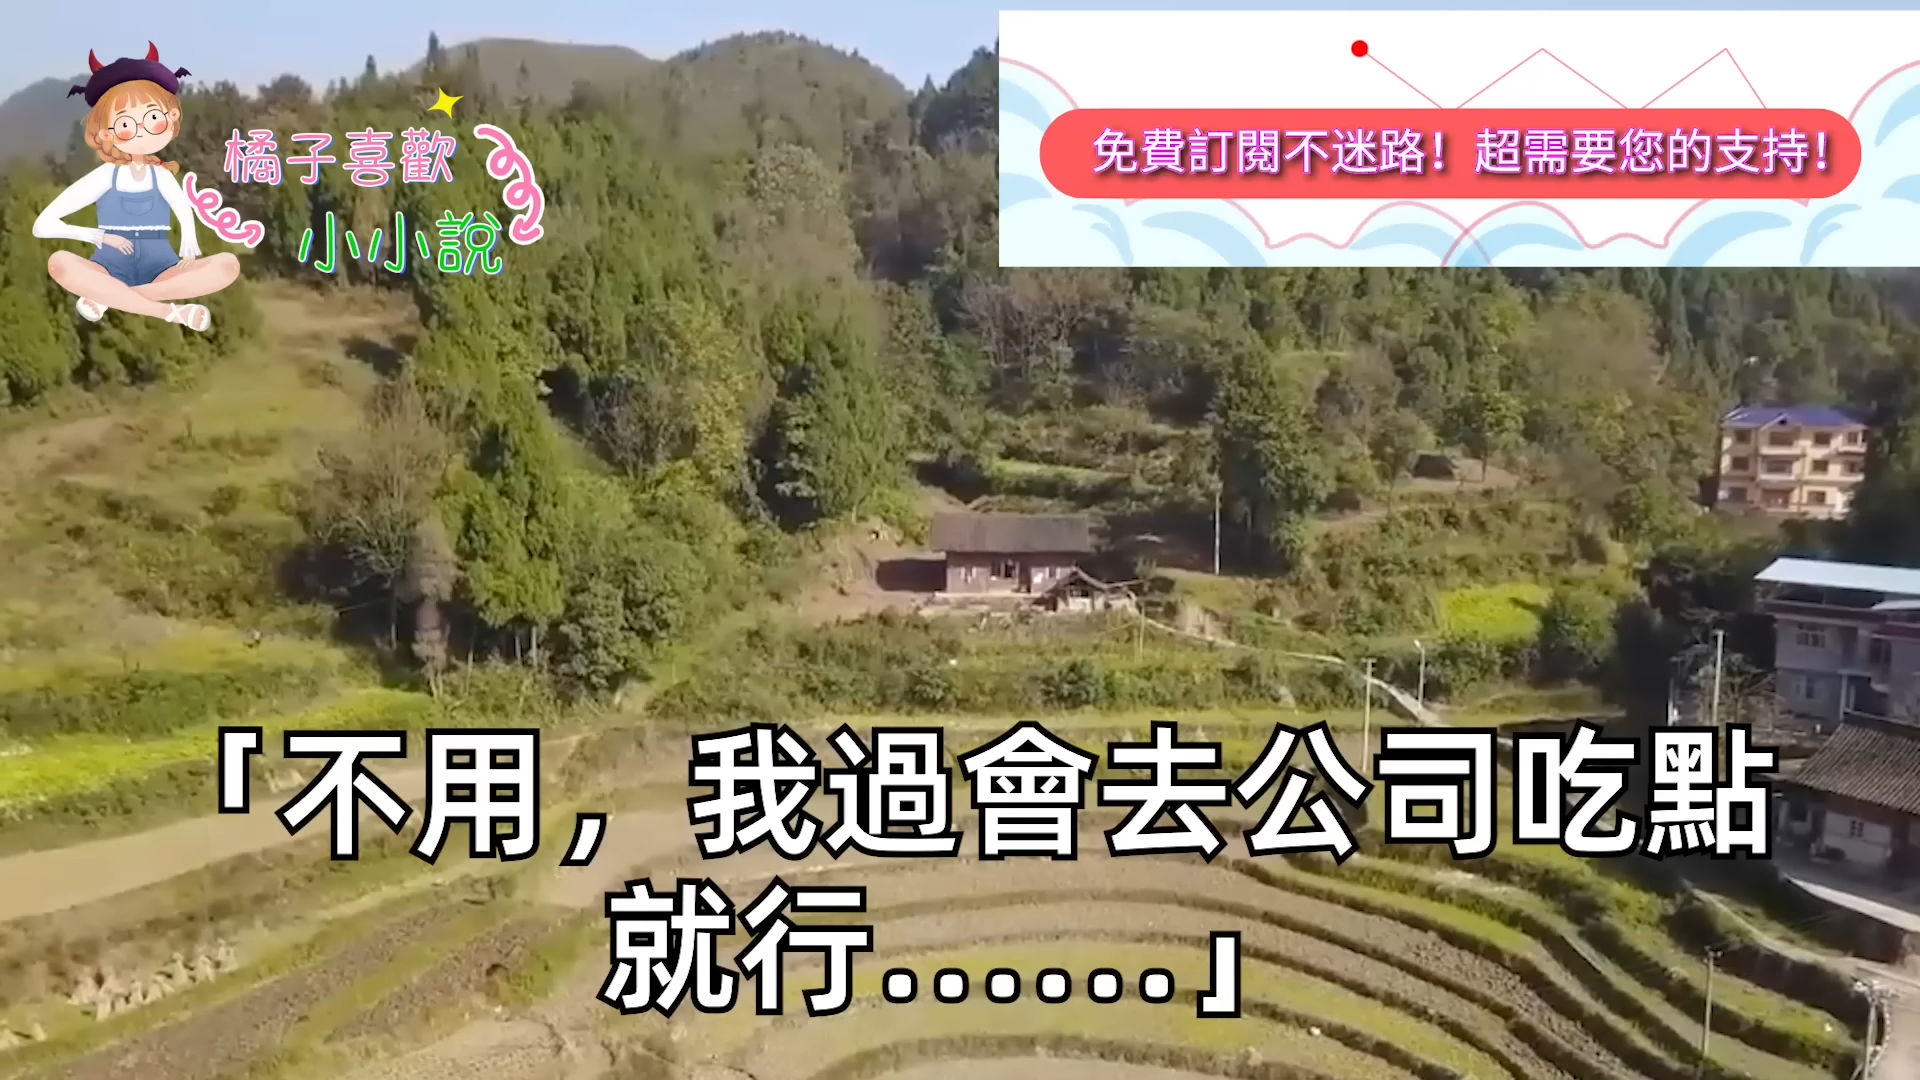 橘子喜歡
小小說
免費訂閱不迷路！超需要您的支持！
「不用，我過會去公司吃點
就行......」